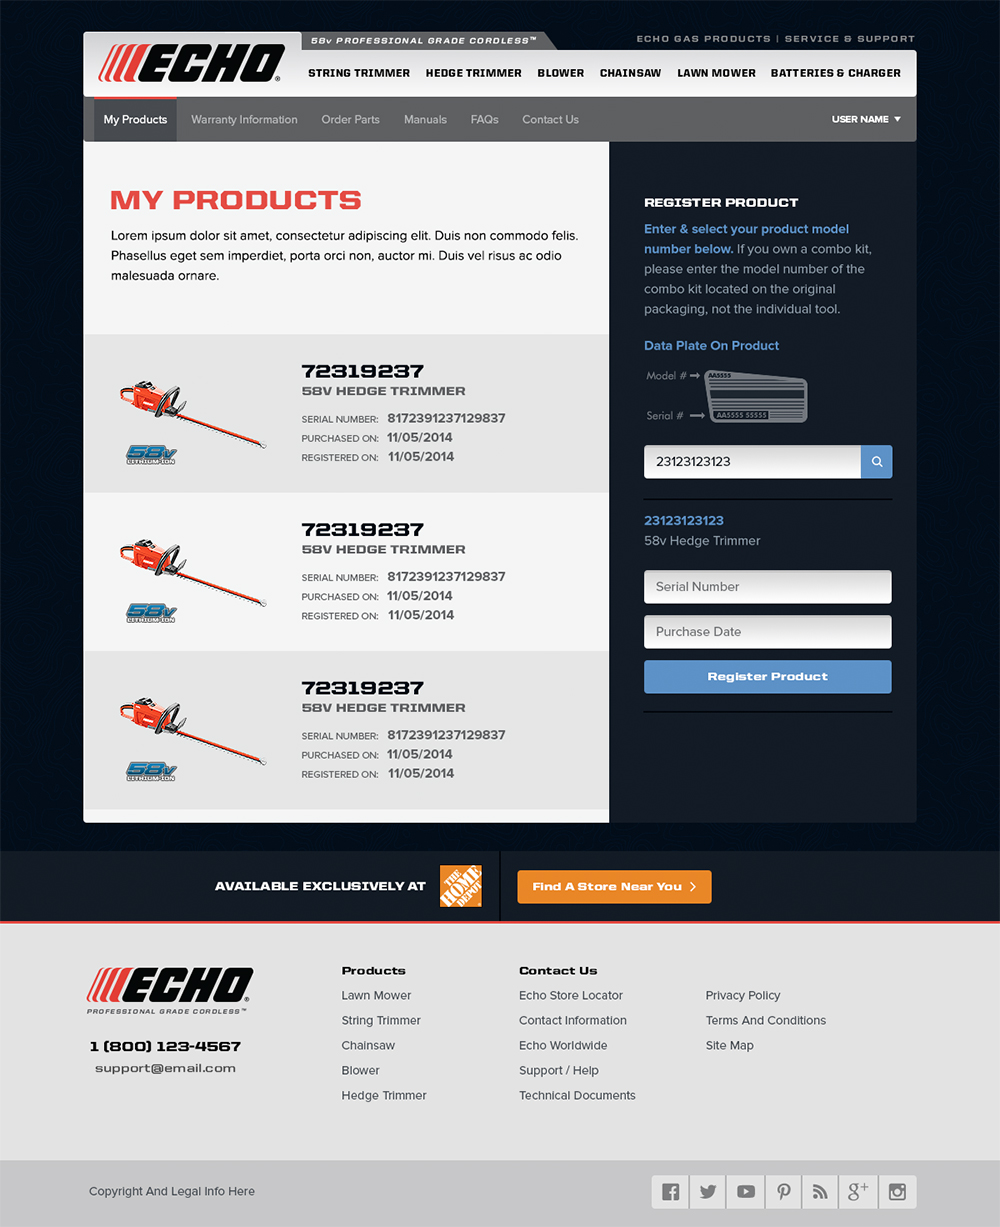 ECHO
58v PROFESSIONAL GRADE CORDLESS™
ECHO GAS PRODUCTS | SERVICE & SUPPORT
STRING TRIMMER HEDGE TRIMMER BLOWER CHAINSAW LAWN MOWER BATTERIES & CHARGER
My Products Warranty Information Order Parts Manuals FAQs Contact Us
USER NAME
MY PRODUCTS
Lorem ipsum dolor sit amet, consectetur adipiscing elit. Duis non commodo felis.
Phasellus eget sem imperdiet, porta orci non, auctor mi. Duis vel risus ac odio
malesuada ornare.
72319237
58V HEDGE TRIMMER
SERIAL NUMBER: 8172391237129837
PURCHASED ON: 11/05/2014
REGISTERED ON: 11/05/2014
58v
LITHIUM-ION
72319237
58V HEDGE TRIMMER
SERIAL NUMBER: 8172391237129837
PURCHASED ON: 11/05/2014
REGISTERED ON: 11/05/2014
58v
LITHIUM-ION
72319237
58V HEDGE TRIMMER
SERIAL NUMBER: 8172391237129837
PURCHASED ON: 11/05/2014
REGISTERED ON: 11/05/2014
58v
LITHIUM-ION
REGISTER PRODUCT
Enter & select your product model
number below. If you own a combo kit,
please enter the model number of the
combo kit located on the original
packaging, not the individual tool.
Data Plate On Product
Model # AA5555
Serial # AA5555 55555
23123123123
23123123123
58v Hedge Trimmer
Serial Number
Purchase Date
Register Product
AVAILABLE EXCLUSIVELY AT
THE HOME DEPOT
Find A Store Near You
ECHO
PROFESSIONAL GRADE CORDLESS™
1 (800) 123-4567
support@email.com
Products
Lawn Mower
String Trimmer
Chainsaw
Blower
Hedge Trimmer
Contact Us
Echo Store Locator
Contact Information
Echo Worldwide
Support / Help
Technical Documents
Privacy Policy
Terms And Conditions
Site Map
Copyright And Legal Info Here